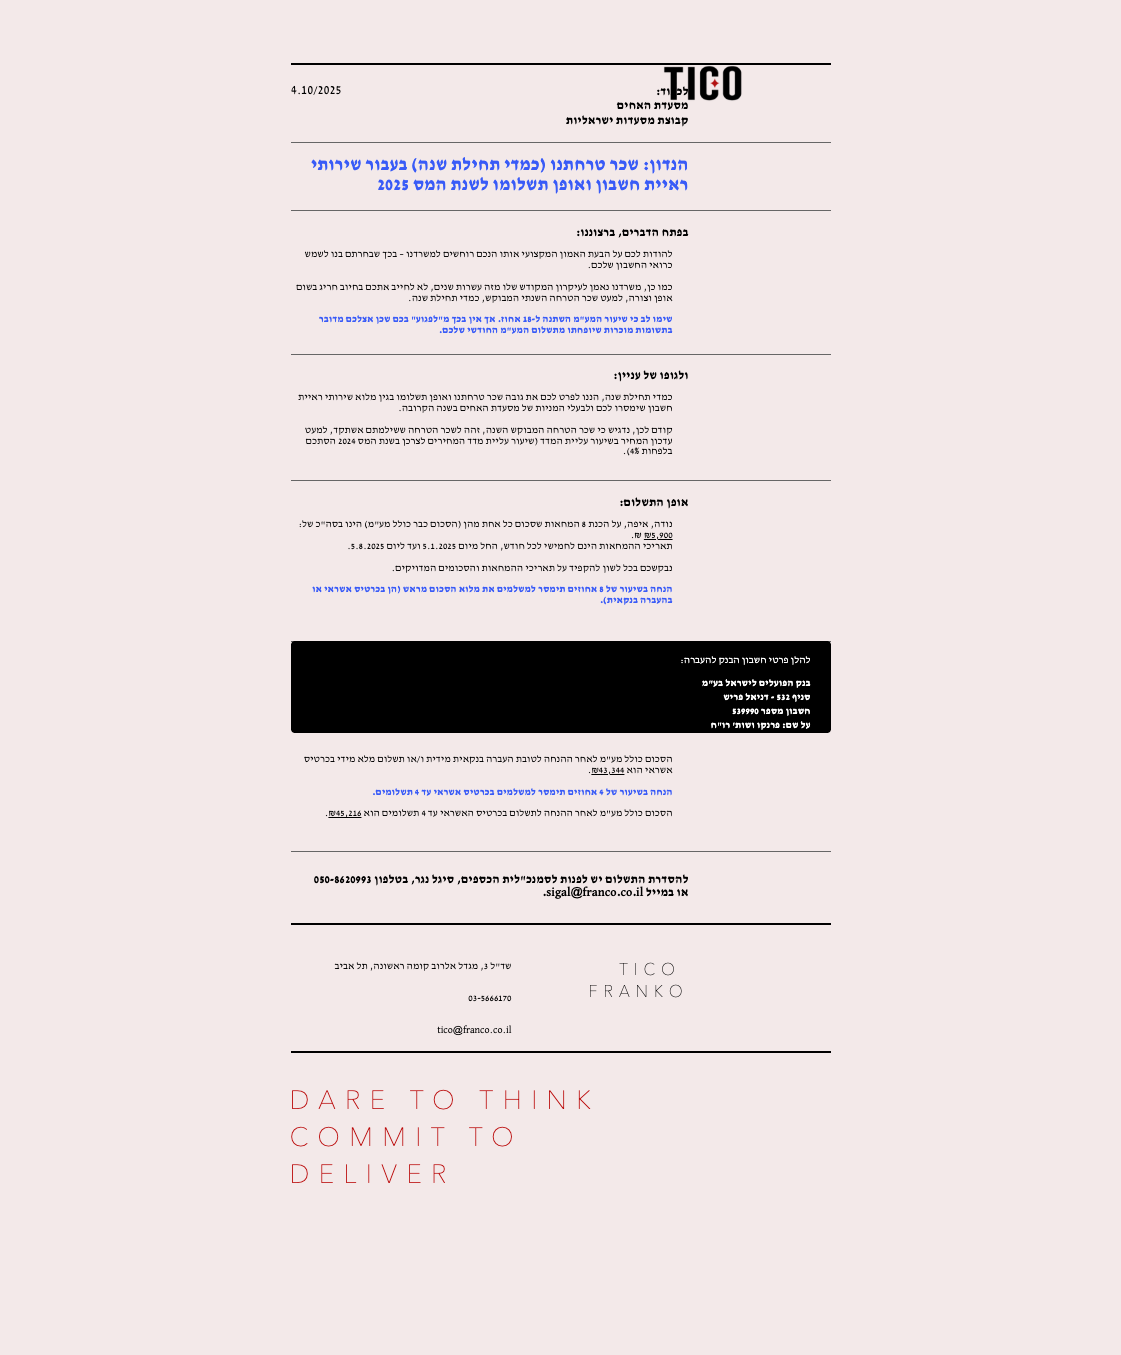 TICO
4.10/2025
לכבוד:
מסעדת האחים
קבוצת מסעדות ישראליות
הנדון: שכר טרחתנו (כמדי תחילת שנה) בעבור שירותי
ראיית חשבון ואופן תשלומו לשנת המס 2025
בפתח הדברים, ברצוננו:
להודות לכם על הבעת האמון המקצועי אותו הנכם רוחשים למשרדנו - בכך שבחרתם בנו לשמש
כרואי החשבון שלכם.
כמו כן, משרדנו נאמן לעיקרון המקודש שלו מזה עשרות שנים, לא לחייב אתכם בחיוב חריג בשום
אופן וצורה, למעט שכר הטרחה השנתי המבוקש, כמדי תחילת שנה.
שימו לב כי שיעור המע"מ השתנה ל-18 אחוז. אך אין בכך מ"לפגוע" בכם שכן אצלכם מדובר
בתשומות מוכרות שיופחתו מתשלום המע"מ החודשי שלכם.
ולגופו של עניין:
כמדי תחילת שנה, הננו לפרט לכם את גובה שכר טרחתנו ואופן תשלומו בגין מלוא שירותי ראיית
חשבון שימסרו לכם ולבעלי המניות של מסעדת האחים בשנה הקרובה.
קודם לכן, נדגיש כי שכר הטרחה המבוקש השנה, זהה לשכר הטרחה ששילמתם אשתקד, למעט
עדכון המחיר בשיעור עליית המדד (שיעור עליית מדד המחירים לצרכן בשנת המס 2024 הסתכם
בלפחות 4%).
אופן התשלום:
נודה, איפה, על הכנת 8 המחאות שסכום כל אחת מהן (הסכום כבר כולל מע"מ) הינו בסה"כ של:
₪5,900 ₪.
תאריכי ההמחאות הינם לחמישי לכל חודש, החל מיום 5.1.2025 ועד ליום 5.8.2025.
נבקשכם בכל לשון להקפיד על תאריכי ההמחאות והסכומים המדויקים.
הנחה בשיעור של 8 אחוזים תימסר למשלמים את מלוא הסכום מראש (הן בכרטיס אשראי או
בהעברה בנקאית).
להלן פרטי חשבון הבנק להעברה:
בנק הפועלים לישראל בע"מ
סניף 532 - דניאל פריש
חשבון מספר 539990
על שם: פרנקו ושות' רו"ח
הסכום כולל מע"מ לאחר ההנחה לטובת העברה בנקאית מידית ו/או תשלום מלא מידי בכרטיס
אשראי הוא ₪43,344.
הנחה בשיעור של 4 אחוזים תימסר למשלמים בכרטיס אשראי עד 4 תשלומים.
הסכום כולל מע"מ לאחר ההנחה לתשלום בכרטיס האשראי עד 4 תשלומים הוא ₪45,216.
להסדרת התשלום יש לפנות לסמנכ"לית הכספים, סיגל נגר, בטלפון 050-8620993
או במייל sigal@franco.co.il.
TICO
FRANKO
שד"ל 3, מגדל אלרוב קומה ראשונה, תל אביב
03-5666170
tico@franco.co.il
DARE TO THINK
COMMIT TO
DELIVER